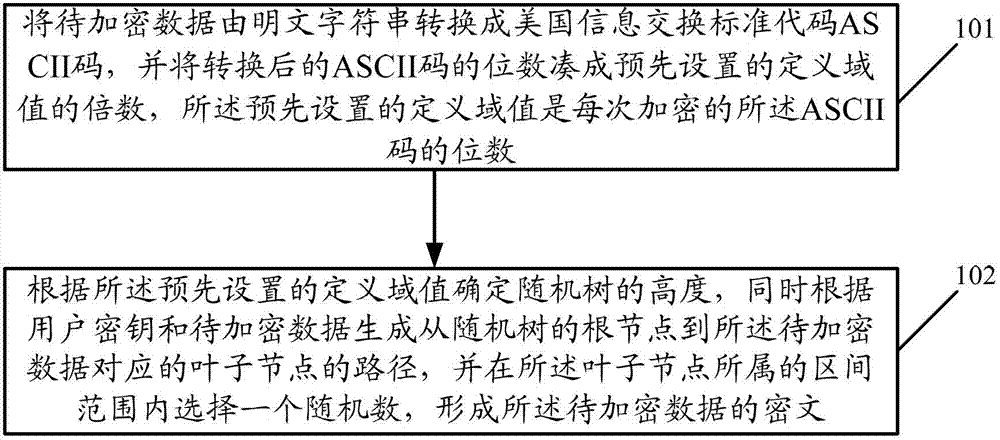 将待加密数据由明文字符串转换成美国信息交换标准代码AS
CII码，并将转换后的ASCII码的位数凑成预先设置的定义域
值的倍数，所述预先设置的定义域值是每次加密的所述ASCII
码的位数
101
根据所述预先设置的定义域值确定随机树的高度，同时根据
用户密钥和待加密数据生成从随机树的根节点到所述待加密
数据对应的叶子节点的路径，并在所述叶子节点所属的区间
范围内选择一个随机数，形成所述待加密数据的密文
102